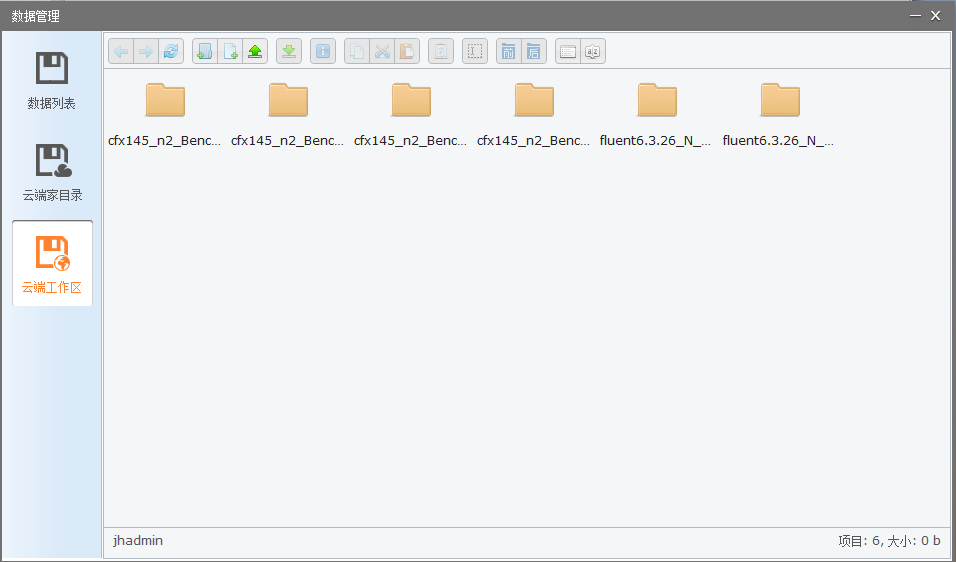 数据管理
数据列表
云端家目录
云端工作区
cfx145_n2_Benc... cfx145_n2_Benc... cfx145_n2_Benc... cfx145_n2_Benc... fluent6.3.26_N_... fluent6.3.26_N_...
jhadmin
项目: 6, 大小: 0 b